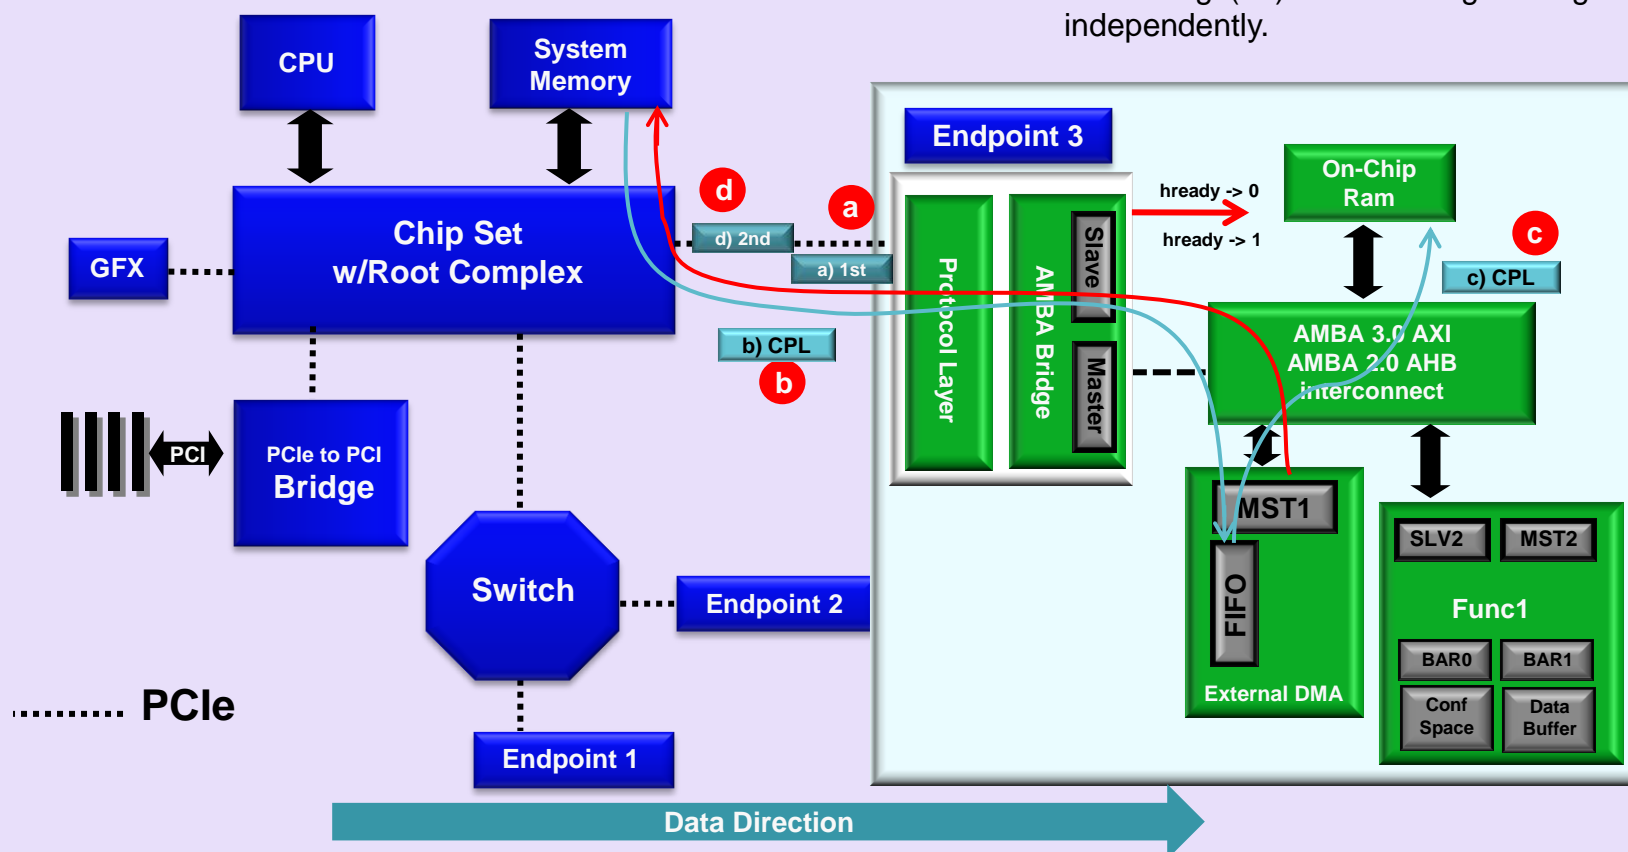 independently.
CPU
System
Memory
Endpoint 3
On-Chip
Ram
hready -> 0
hready -> 1
d
a
c
d) 2nd
a) 1st
c) CPL
Chip Set
w/Root Complex
GFX
Protocol Layer
AMBA Bridge
Slave
Master
b) CPL
b
AMBA 3.0 AXI
AMBA 2.0 AHB
interconnect
PCI
PCIe to PCI
Bridge
MST1
FIFO
External DMA
SLV2
MST2
Func1
BAR0
BAR1
Conf
Space
Data
Buffer
Switch
Endpoint 2
PCIe
Endpoint 1
Data Direction